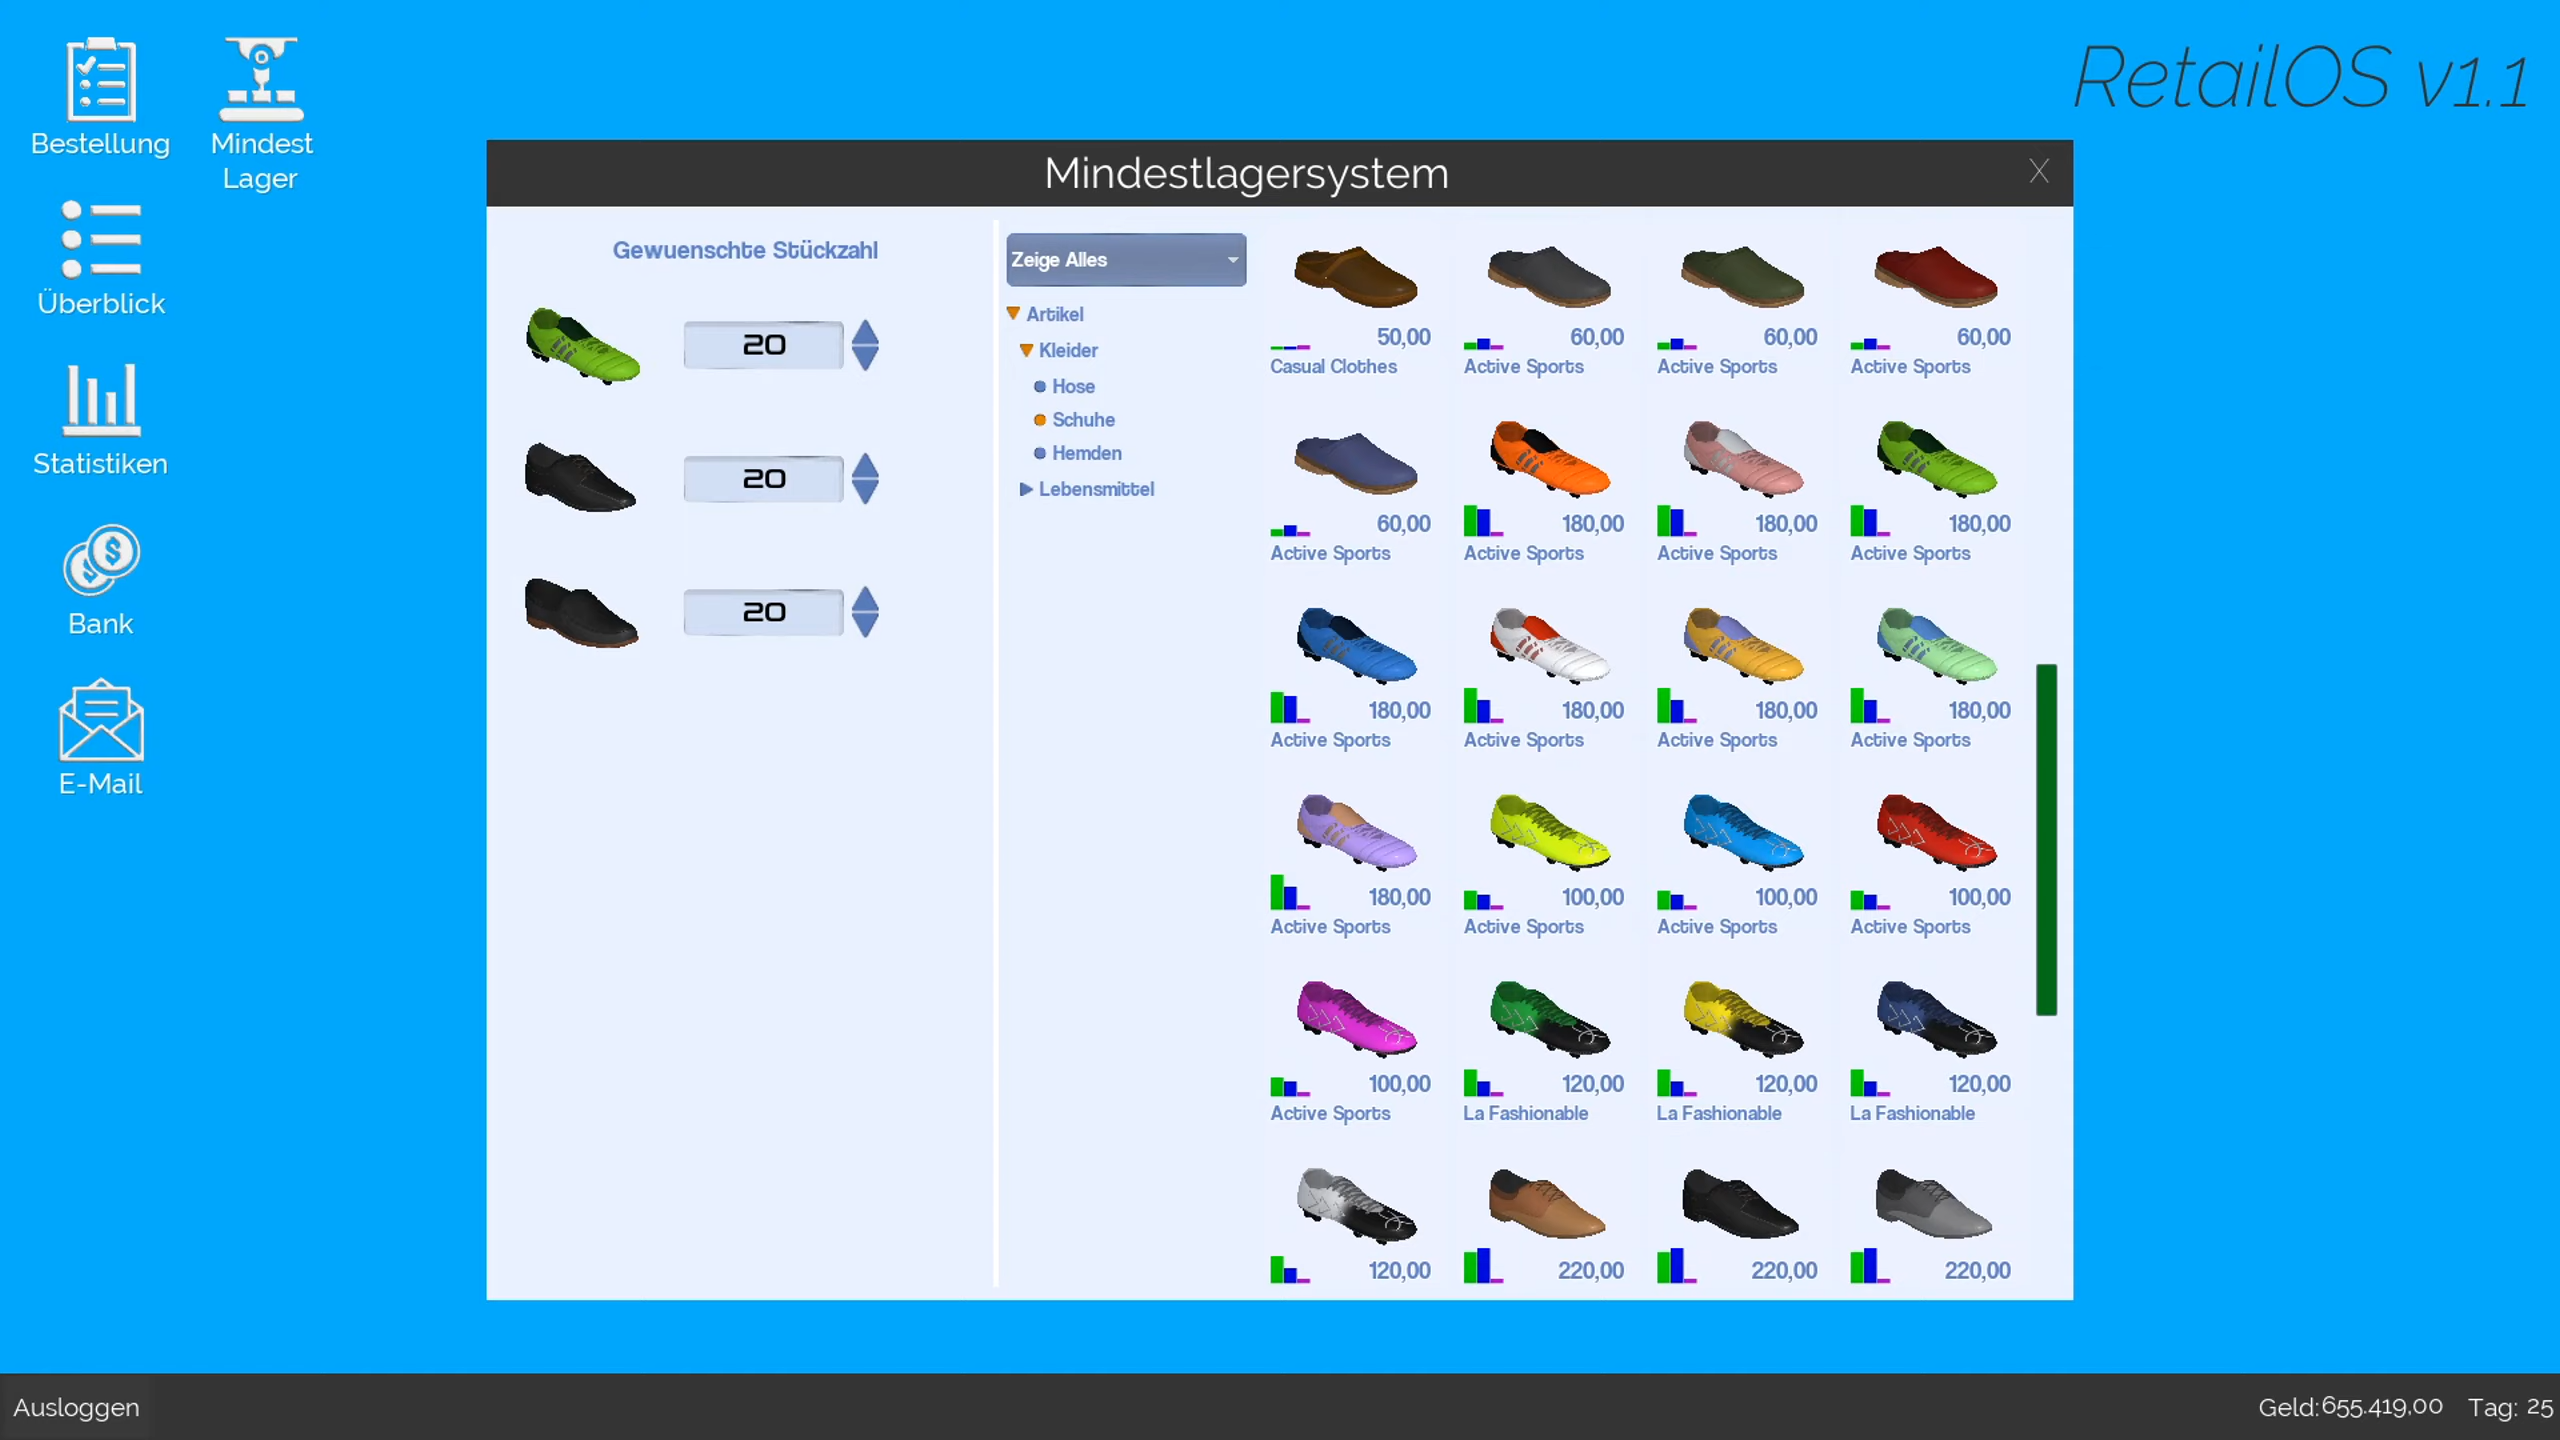 Bestellung
Mindest
Lager
RetailOS v1.1
Überblick
Statistiken
Bank
E-Mail
Mindestlagersystem
X
Gewuenschte Stückzahl
20
20
20
Zeige Alles
Artikel
Kleider
Hose
Schuhe
Hemden
Lebensmittel
50,00 60,00 60,00 60,00
Casual Clothes Active Sports Active Sports Active Sports
60,00 180,00 180,00 180,00
Active Sports Active Sports Active Sports Active Sports
180,00 180,00 180,00 180,00
Active Sports Active Sports Active Sports Active Sports
180,00 100,00 100,00 100,00
Active Sports Active Sports Active Sports Active Sports
100,00 120,00 120,00 120,00
Active Sports La Fashionable La Fashionable La Fashionable
120,00 220,00 220,00 220,00
Ausloggen
Geld:655.419,00 Tag: 25